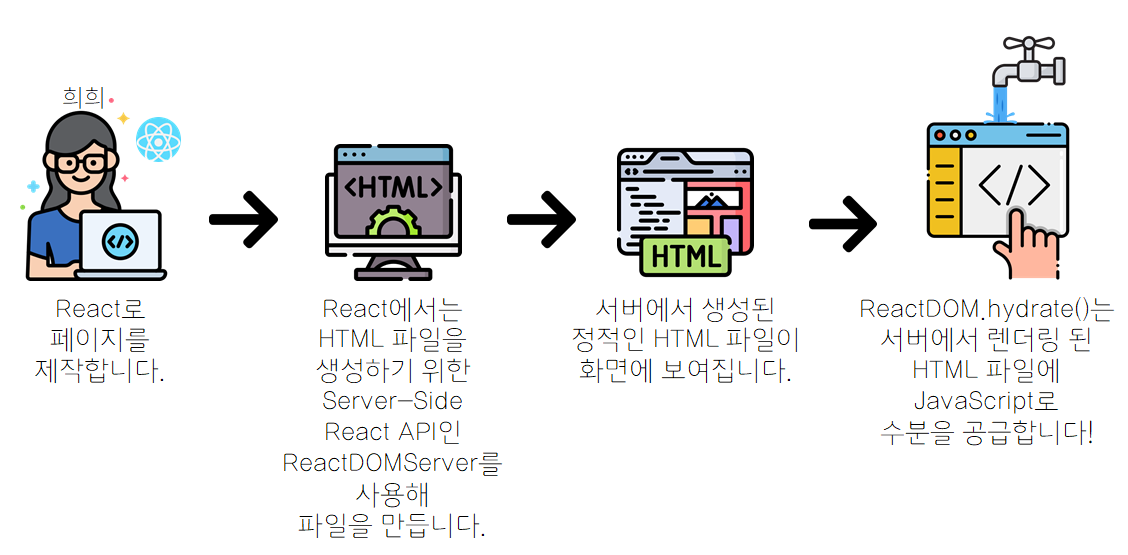 희희
<HTML>
</>
HTML
</>
React로
페이지를
제작합니다.
React에서는
HTML 파일을
생성하기 위한
Server-Side
React API인
ReactDOMServer를
사용해
파일을 만듭니다.
서버에서 생성된
정적인 HTML 파일이
화면에 보여집니다.
ReactDOM.hydrate()는
서버에서 렌더링 된
HTML 파일에
JavaScript로
수분을 공급합니다!